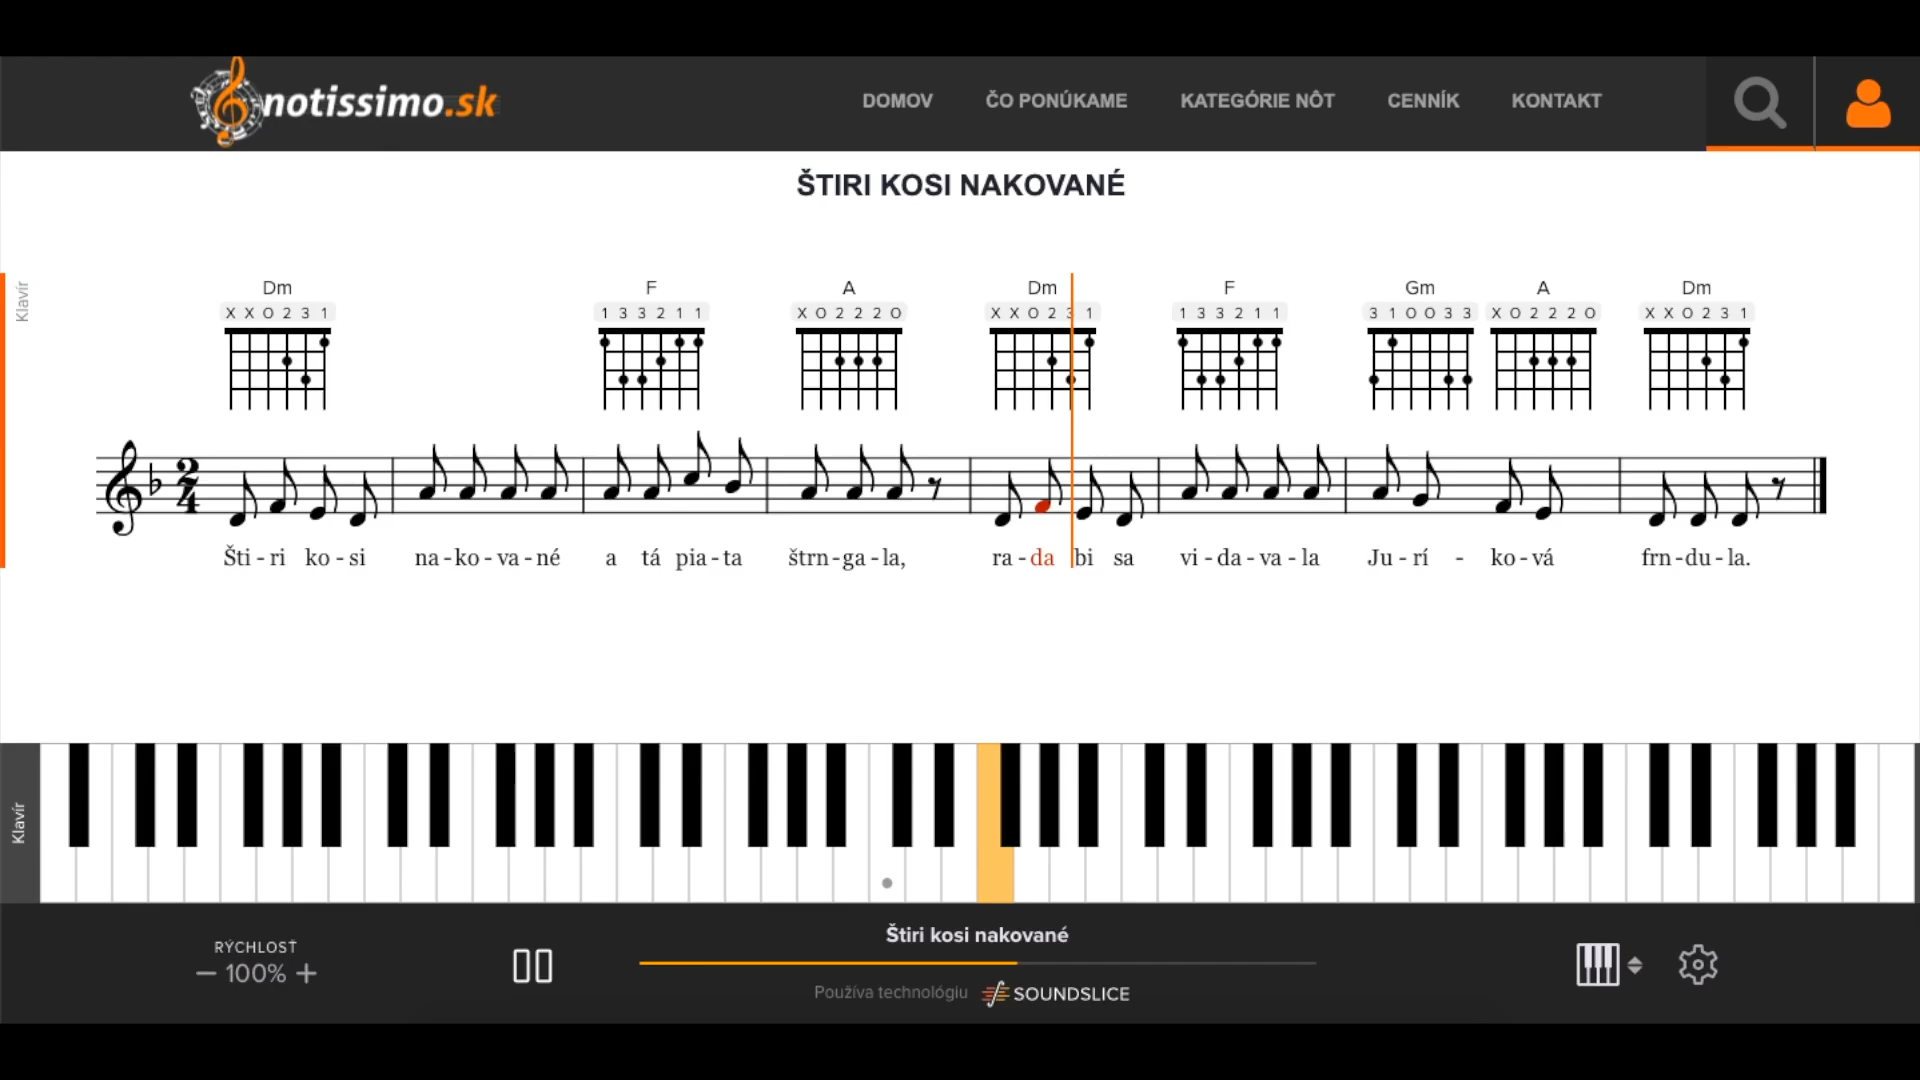 notissimo.sk DOMOV ČO PONÚKAME KATEGÓRIE NÔT CENNÍK KONTAKT
ŠTIRI KOSI NAKOVANÉ
Klavír
Dm F A Dm F Gm A Dm
X X O 2 3 1 1 3 3 2 1 1 X O 2 2 2 O X X O 2 3 1 1 3 3 2 1 1 3 1 O O 3 3 X O 2 2 2 O X X O 2 3 1
2
4
Šti - ri ko - si na - ko - va - né a tá pia - ta štrn - ga - la, ra - da bi sa vi - da - va - la Ju - rí - ko - vá frn - du - la.
Klavír
Štiri kosi nakované
RÝCHLOSŤ
– 100% +
Používa technológiu SOUNDSLICE